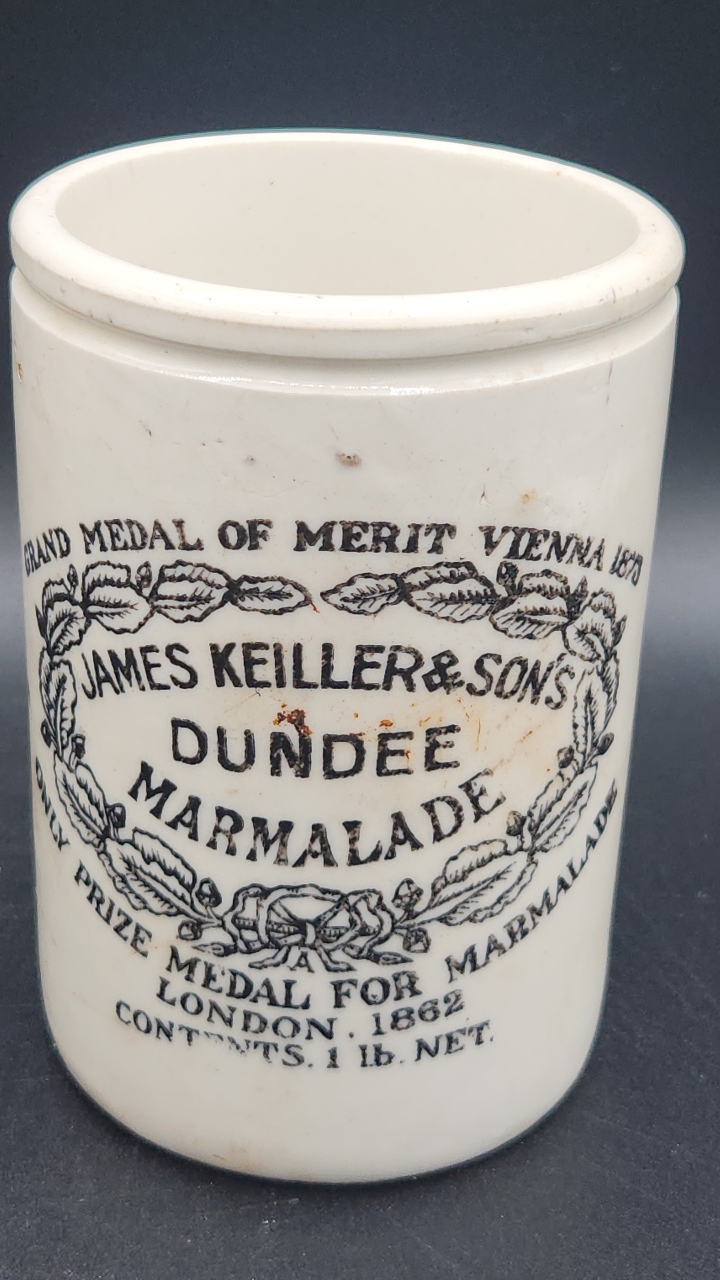 GRAND MEDAL OF MERIT VIENNA 1873
JAMES KEILLER & SON'S
DUNDEE
MARMALADE
ONLY PRIZE MEDAL FOR MARMALADE
LONDON. 1862
A
CONTENTS. 1 lb. NET.